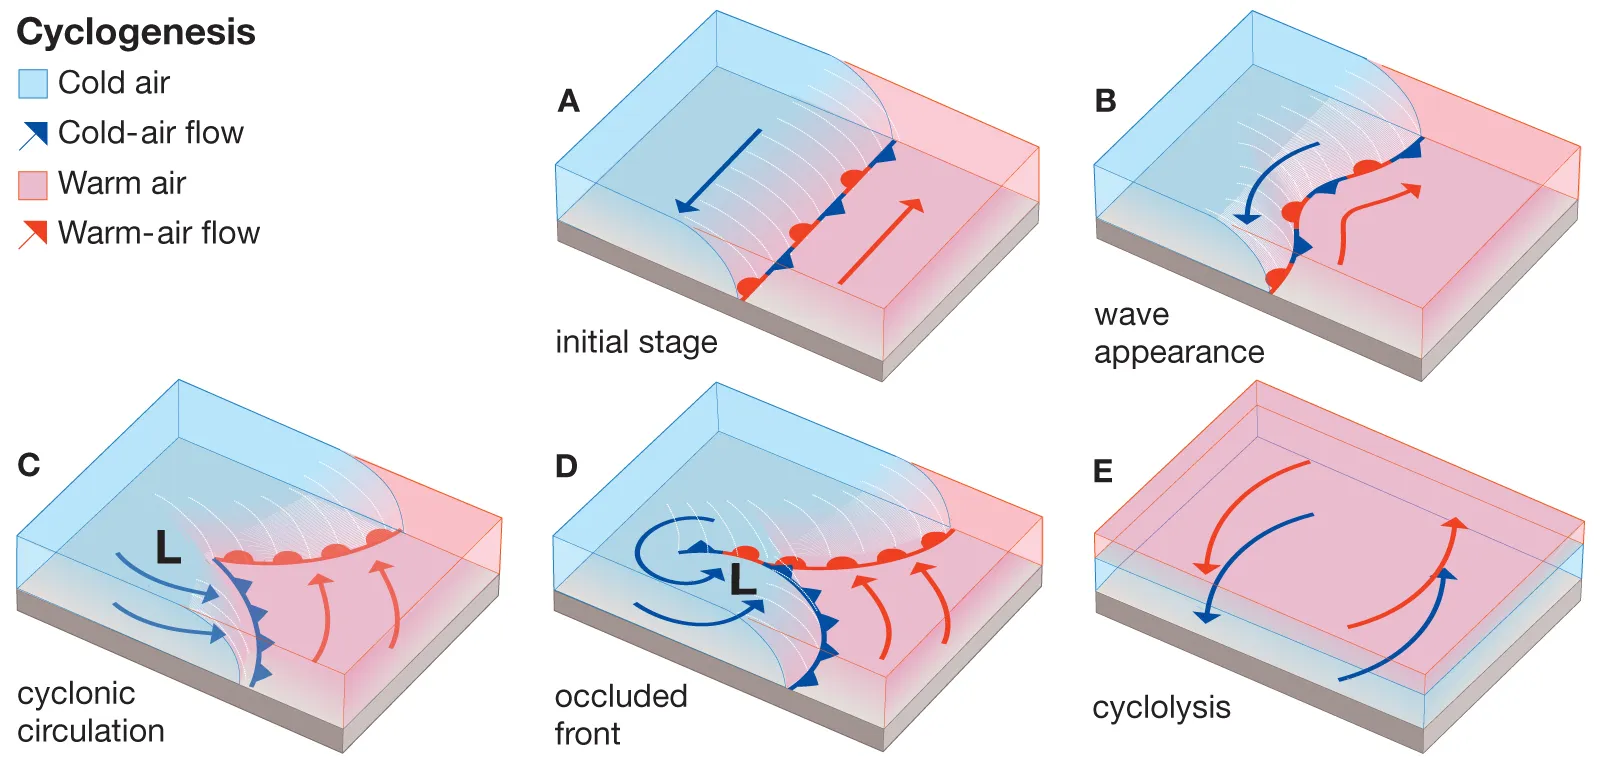 Cyclogenesis
Cold air
Cold-air flow
Warm air
Warm-air flow
A
initial stage
B
wave
appearance
C
L
cyclonic
circulation
D
L
occluded
front
E
cyclolysis